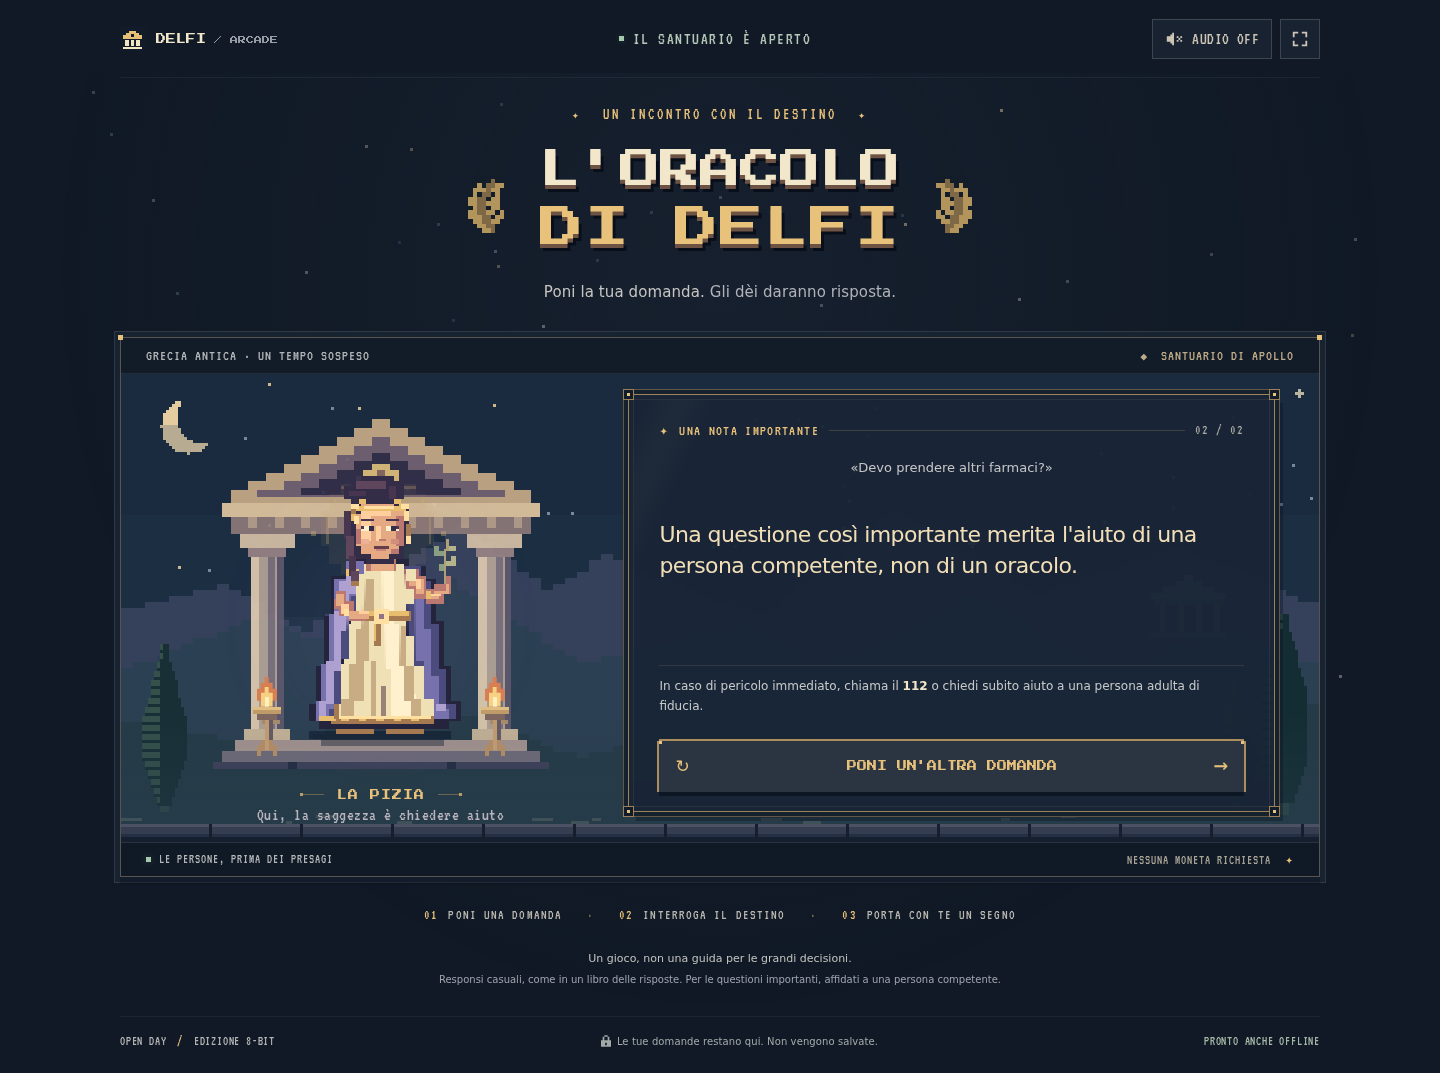 DELFI / ARCADE
IL SANTUARIO È APERTO
AUDIO OFF
UN INCONTRO CON IL DESTINO
L'ORACOLO
DI DELFI
Poni la tua domanda. Gli dèi daranno risposta.
GRECIA ANTICA · UN TEMPO SOSPESO
SANTUARIO DI APOLLO
UNA NOTA IMPORTANTE
02 / 02
«Devo prendere altri farmaci?»
Una questione così importante merita l'aiuto di una
persona competente, non di un oracolo.
In caso di pericolo immediato, chiama il 112 o chiedi subito aiuto a una persona adulta di
fiducia.
PONI UN'ALTRA DOMANDA
LA PIZIA
Qui, la saggezza è chiedere aiuto
LE PERSONE, PRIMA DEI PRESAGI
NESSUNA MONETA RICHIESTA
01 PONI UNA DOMANDA · 02 INTERROGA IL DESTINO · 03 PORTA CON TE UN SEGNO
Un gioco, non una guida per le grandi decisioni.
Responsi casuali, come in un libro delle risposte. Per le questioni importanti, affidati a una persona competente.
OPEN DAY / EDIZIONE 8-BIT
Le tue domande restano qui. Non vengono salvate.
PRONTO ANCHE OFFLINE